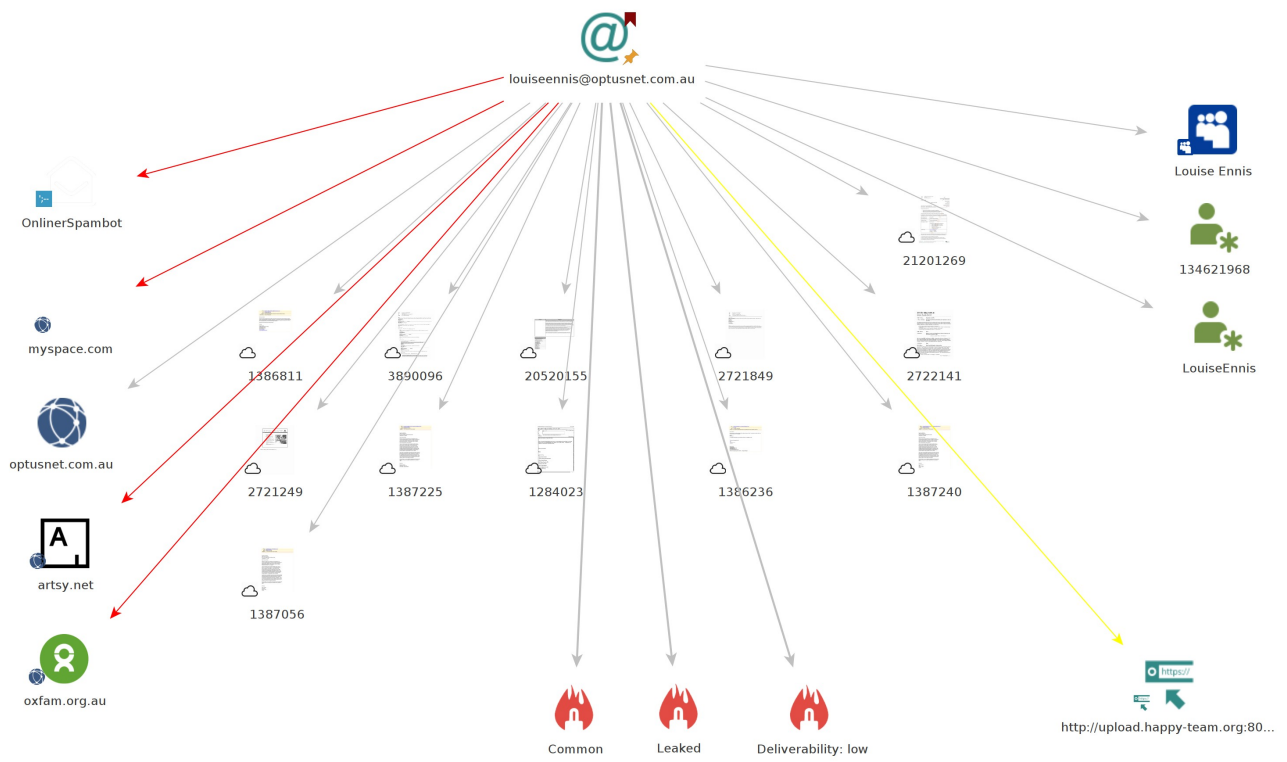 louiseennis@optusnet.com.au
OnlinerSpambot
Louise Ennis
21201269
134621968
myspace.com
1386811
3890096
20520155
2721849
2722141
LouiseEnnis
optusnet.com.au
2721249
1387225
1284023
1386236
1387240
A
https://
artsy.net
1387056
oxfam.org.au
http://upload.happy-team.org:80...
Common
Leaked
Deliverability: low